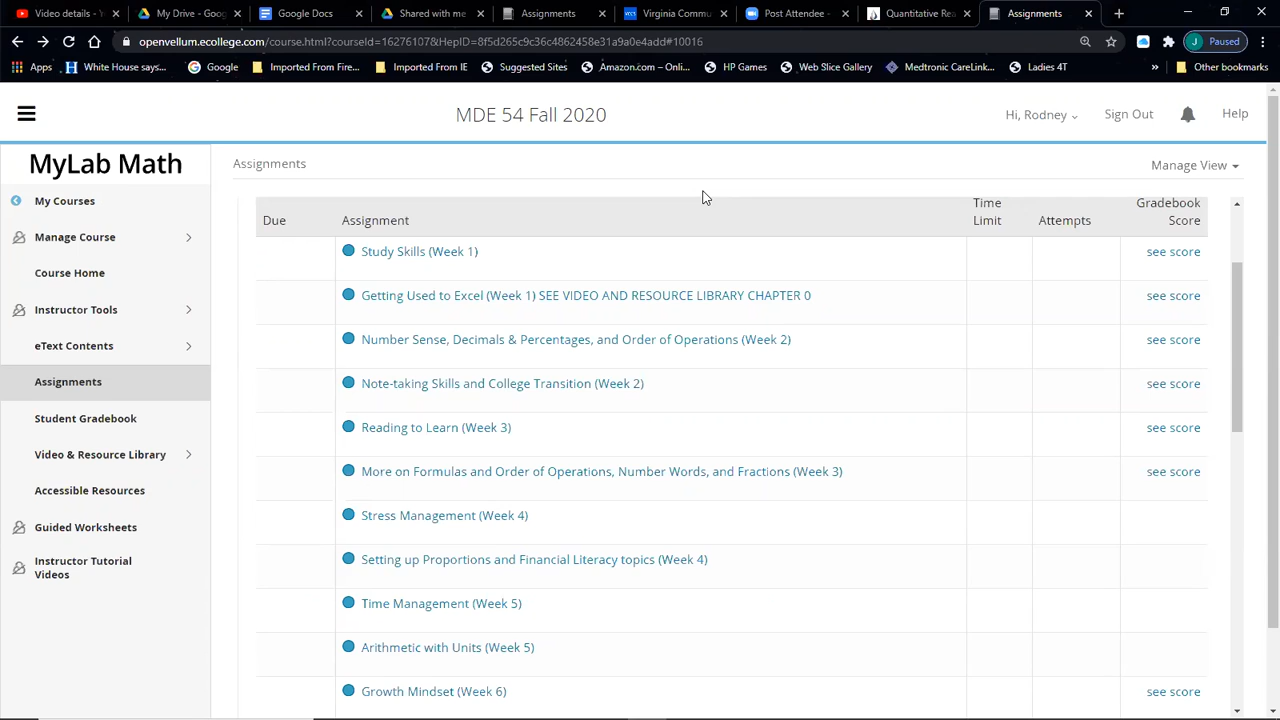 Video details - Y
My Drive - Goog
Google Docs
Shared with me
Assignments
Virginia Commu
Post Attendee -
Quantitative Rea
Assignments
openvellum.ecollege.com/course.html?courseId=16276107&HepID=8f5d265c9c36c4862458e31a9a0e4add#10016
J Paused
Apps
White House says...
Google
Imported From Fire...
Imported From IE
Suggested Sites
Amazon.com – Onli...
HP Games
Web Slice Gallery
Medtronic CareLink...
Ladies 4T
»
Other bookmarks
MDE 54 Fall 2020
Hi, Rodney
Sign Out
Help
MyLab Math
Assignments
Manage View
My Courses
Manage Course
Course Home
Instructor Tools
eText Contents
Assignments
Student Gradebook
Video & Resource Library
Accessible Resources
Guided Worksheets
Instructor Tutorial
Videos
Due
Assignment
Time
Limit
Attempts
Gradebook
Score
Study Skills (Week 1)
see score
Getting Used to Excel (Week 1) SEE VIDEO AND RESOURCE LIBRARY CHAPTER 0
see score
Number Sense, Decimals & Percentages, and Order of Operations (Week 2)
see score
Note-taking Skills and College Transition (Week 2)
see score
Reading to Learn (Week 3)
see score
More on Formulas and Order of Operations, Number Words, and Fractions (Week 3)
see score
Stress Management (Week 4)
Setting up Proportions and Financial Literacy topics (Week 4)
Time Management (Week 5)
Arithmetic with Units (Week 5)
Growth Mindset (Week 6)
see score